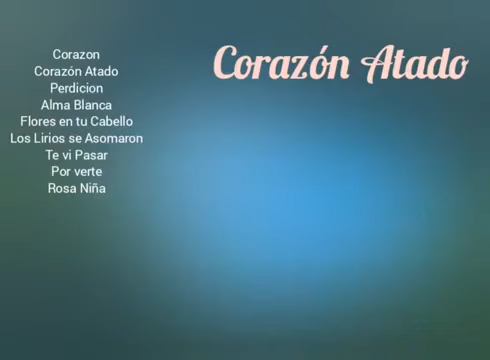 Corazón Atado
Corazon
Corazón Atado
Perdicion
Alma Blanca
Flores en tu Cabello
Los Lirios se Asomaron
Te vi Pasar
Por verte
Rosa Niña